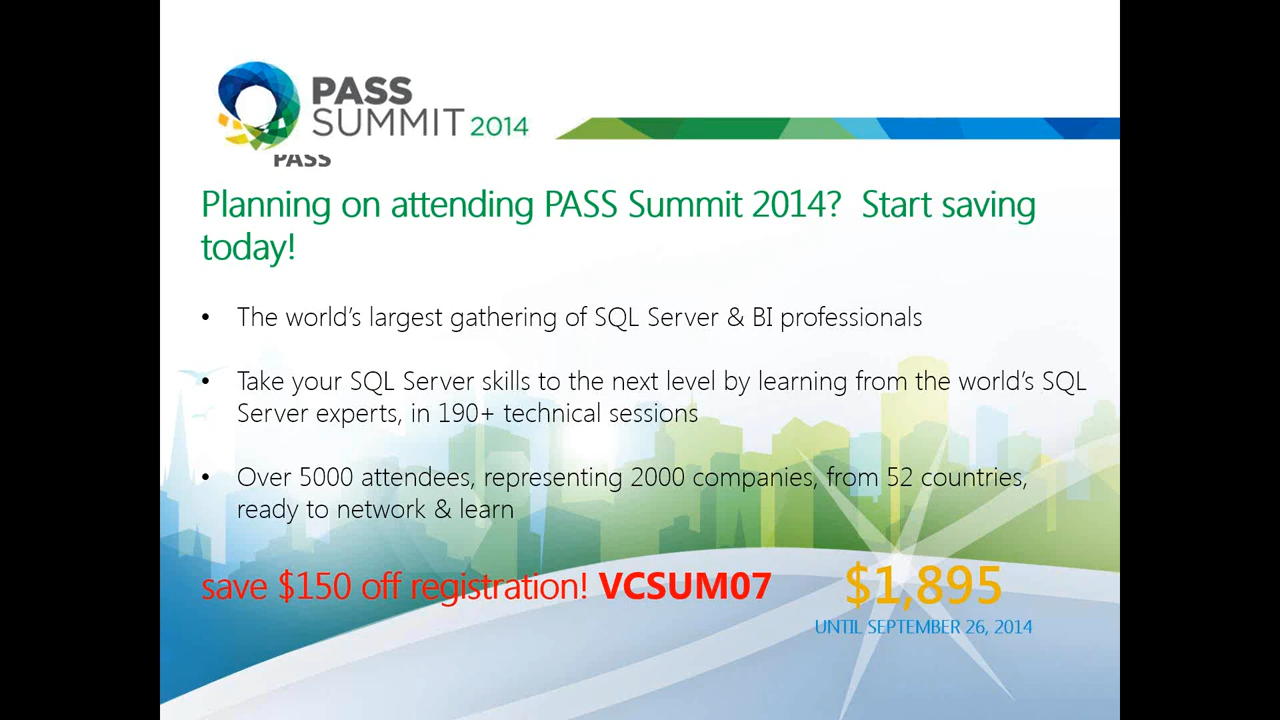 PASS
SUMMIT 2014
PASS
Planning on attending PASS Summit 2014?  Start saving
today!
• The world's largest gathering of SQL Server & BI professionals
• Take your SQL Server skills to the next level by learning from the world's SQL
Server experts, in 190+ technical sessions
• Over 5000 attendees, representing 2000 companies, from 52 countries,
ready to network & learn
save $150 off registration! VCSUM07
$1,895
UNTIL SEPTEMBER 26, 2014